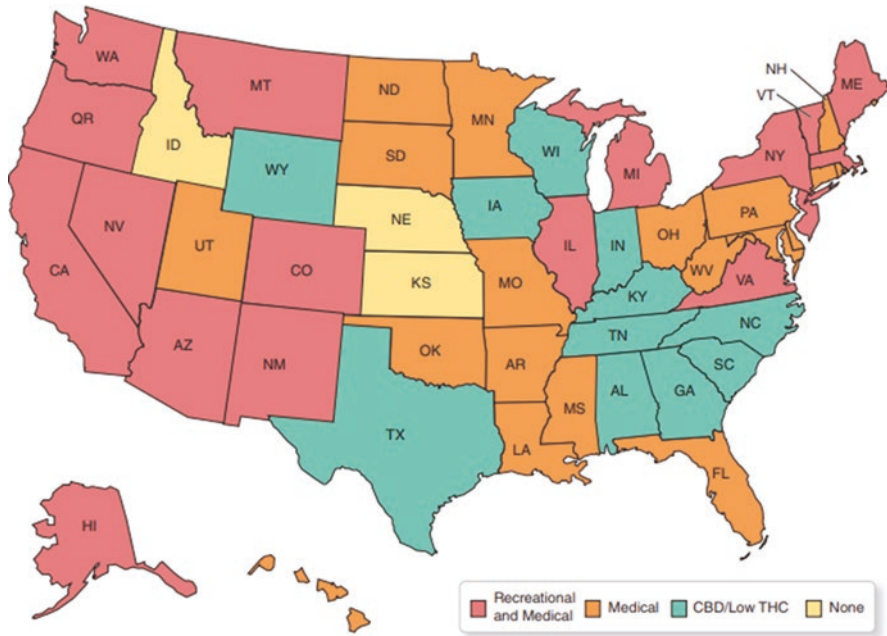 WA
MT
ND
MN
NH
ME
VT
QR
ID
WY
SD
WI
MI
NY
NV
UT
NE
IA
IL
IN
OH
PA
CA
CO
KS
MO
WV
VA
KY
AZ
NM
OK
AR
TN
NC
SC
TX
LA
MS
AL
GA
FL
HI
Recreational
and Medical
Medical
CBD/Low THC
None